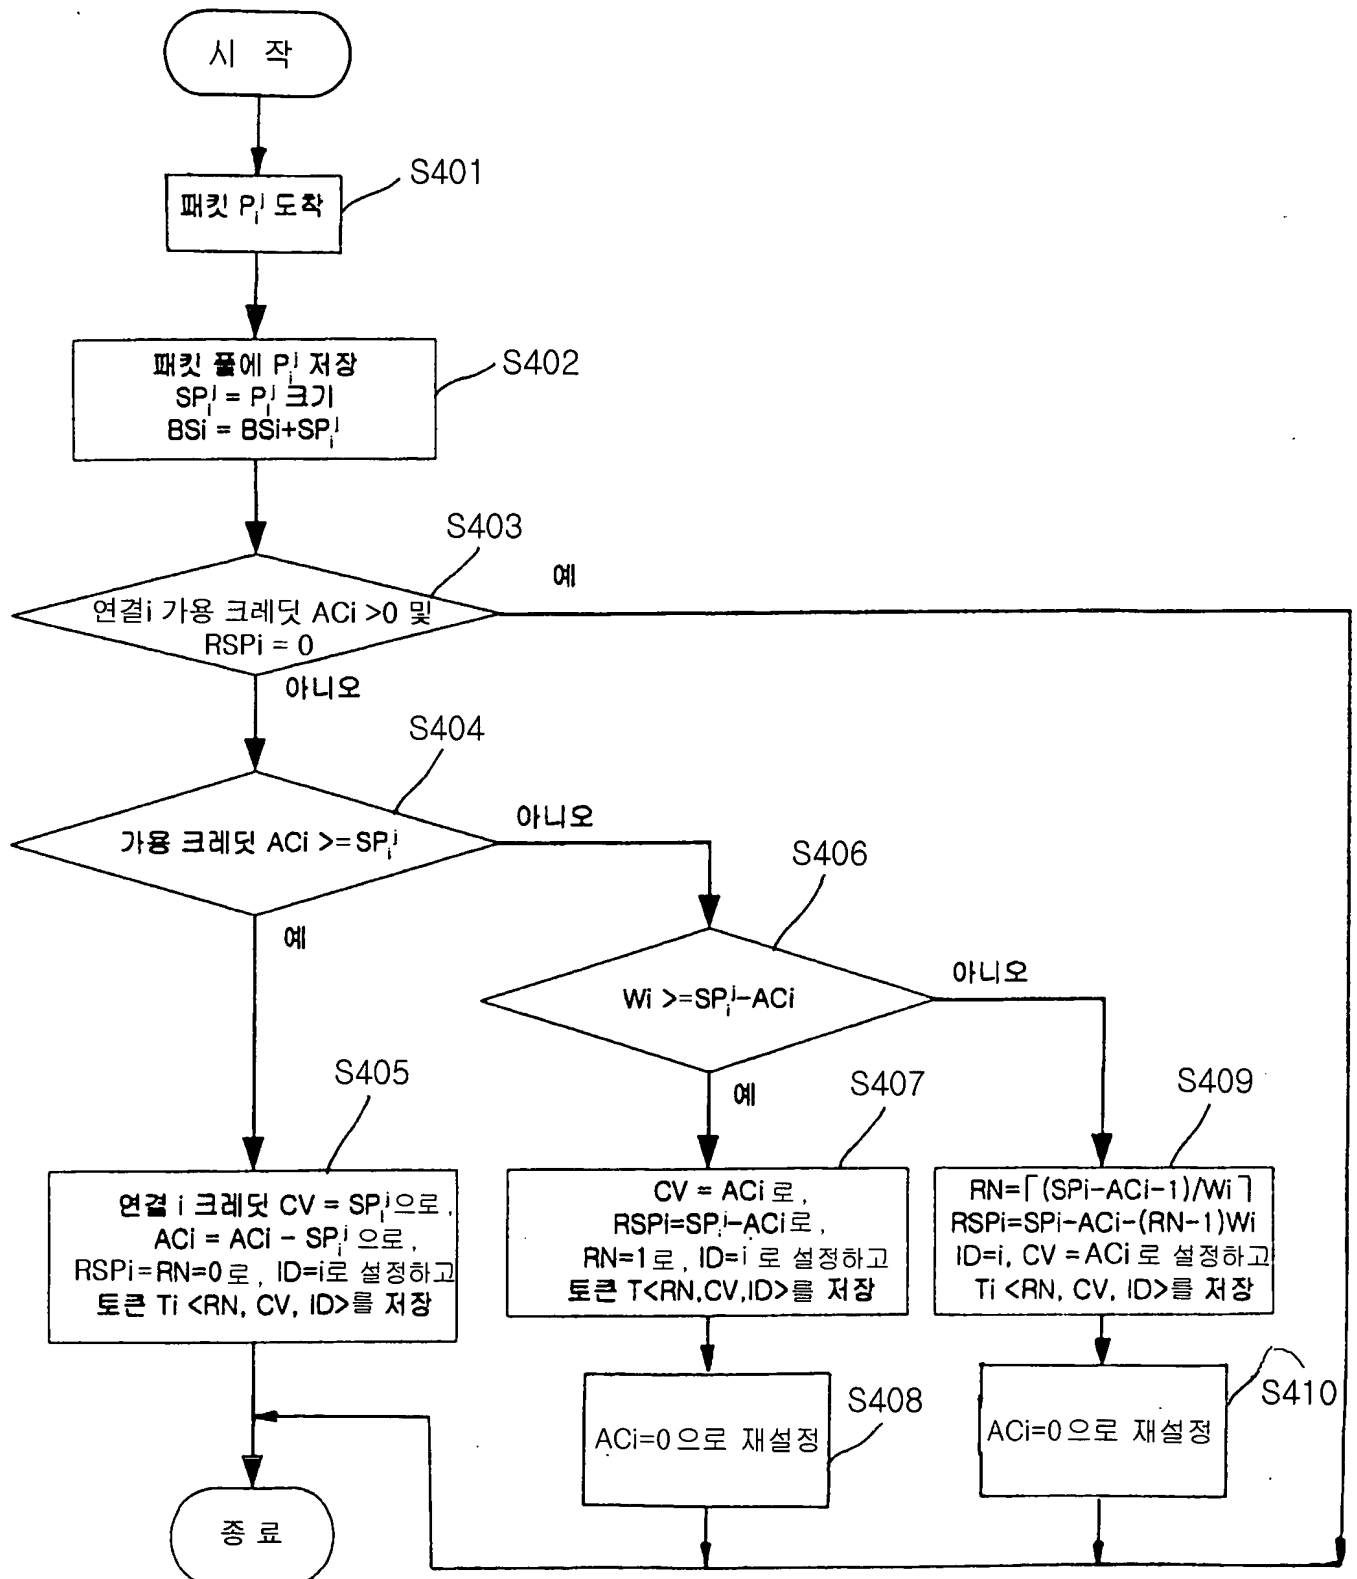 시 작
S401
패킷 P_i^j 도착
S402
패킷 풀에 P_i^j 저장
SP_i^j = P_i^j 크기
BSi = BSi+SP_i^j
S403
예
연결i 가용 크레딧 ACi >0 및
RSPi = 0
아니오
S404
가용 크레딧 ACi >=SP_i^j
아니오
예
S406
Wi >=SP_i^j-ACi
아니오
예
S405
연결 i 크레딧 CV = SP_i^j으로,
ACi = ACi - SP_i^j 으로,
RSPi=RN=0로, ID=i로 설정하고
토큰 Ti <RN, CV, ID>를 저장
S407
CV = ACi 로,
RSPi=SP_i^j-ACi로,
RN=1로, ID=i 로 설정하고
토큰 T<RN,CV,ID>를 저장
S409
RN=⌈(SPi-ACi-1)/Wi⌉
RSPi=SPi-ACi-(RN-1)Wi
ID=i, CV = ACi 로 설정하고
Ti <RN, CV, ID>를 저장
S408
ACi=0으로 재설정
S410
ACi=0으로 재설정
종 료